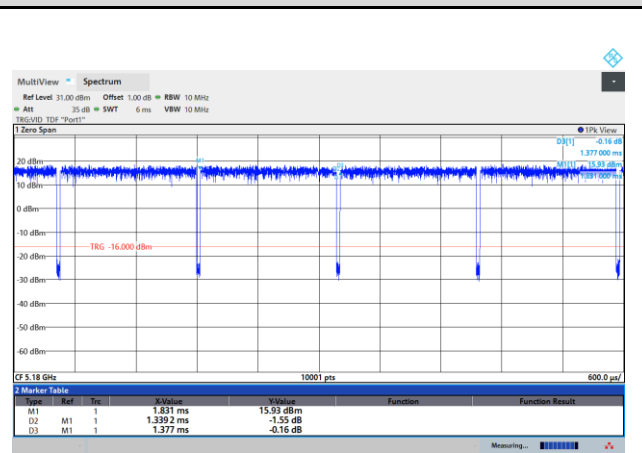 MultiView Spectrum
Ref Level 31.00 dBm Offset 1.00 dB RBW 10 MHz
Att 35 dB SWT 6 ms VBW 10 MHz
TRG:VID TDF "Port1"
1 Zero Span 1Pk View
D3[1] -0.16 dB
1.377 000 ms
M1[1] 15.93 dBm
1.831 000 ms
M1
D2
20 dBm
10 dBm
0 dBm
-10 dBm
TRG -16.000 dBm
-20 dBm
-30 dBm
-40 dBm
-50 dBm
-60 dBm
CF 5.18 GHz 10001 pts 600.0 µs/
2 Marker Table
Type Ref Trc X-Value Y-Value Function Function Result
M1 1 1.831 ms 15.93 dBm
D2 M1 1 1.3392 ms -1.55 dB
D3 M1 1 1.377 ms -0.16 dB
Measuring...